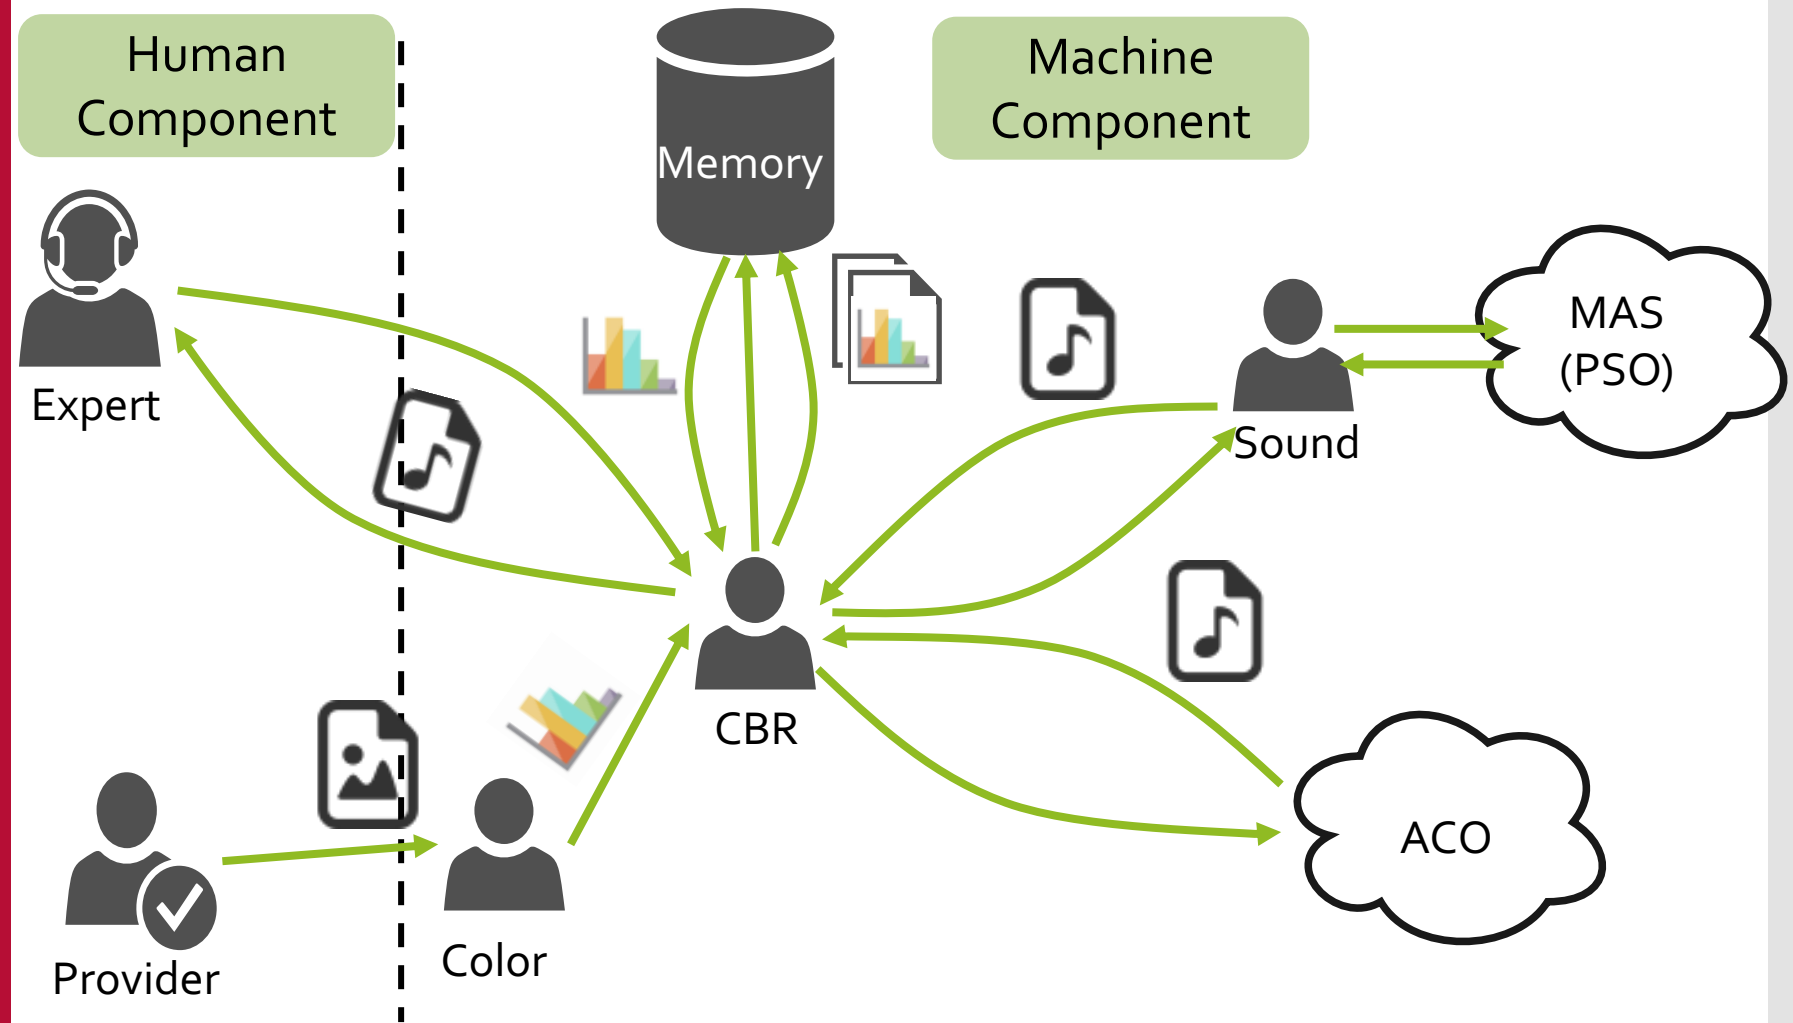 Human
Component
Memory
Machine
Component
Expert
MAS
(PSO)
Sound
CBR
ACO
Provider
Color